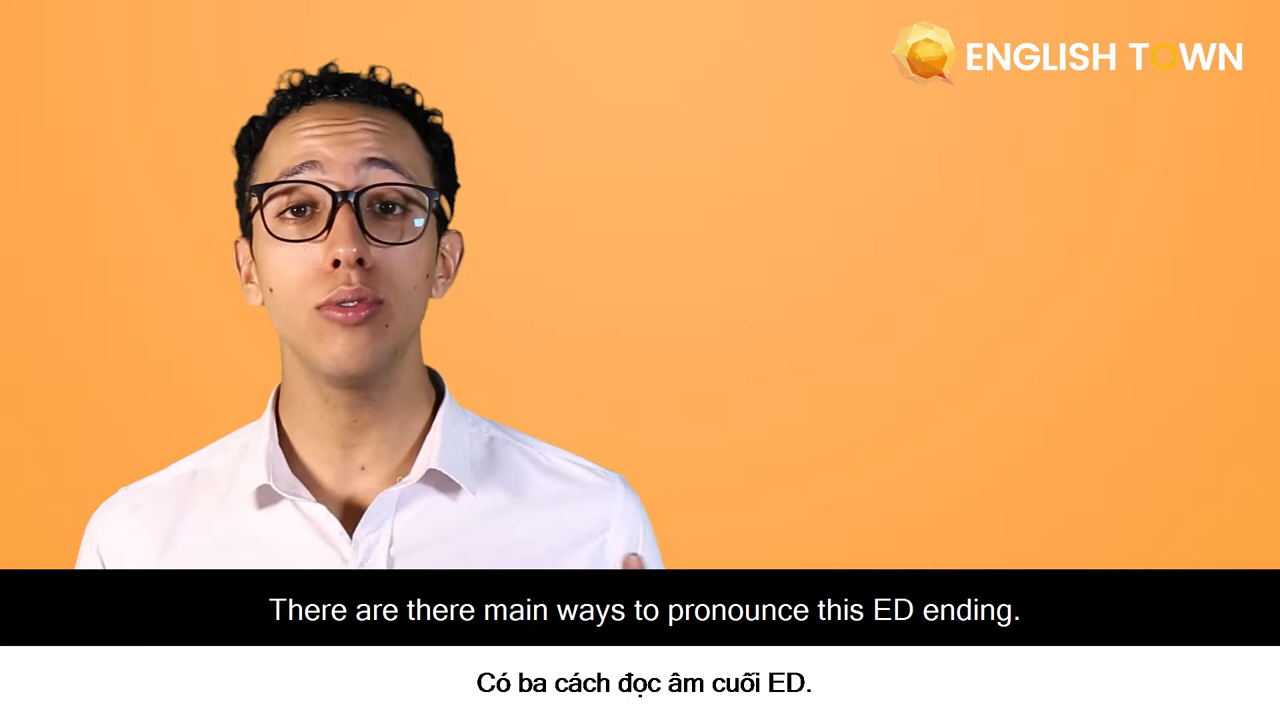 ENGLISH TOWN
There are there main ways to pronounce this ED ending.
Có ba cách đọc âm cuối ED.